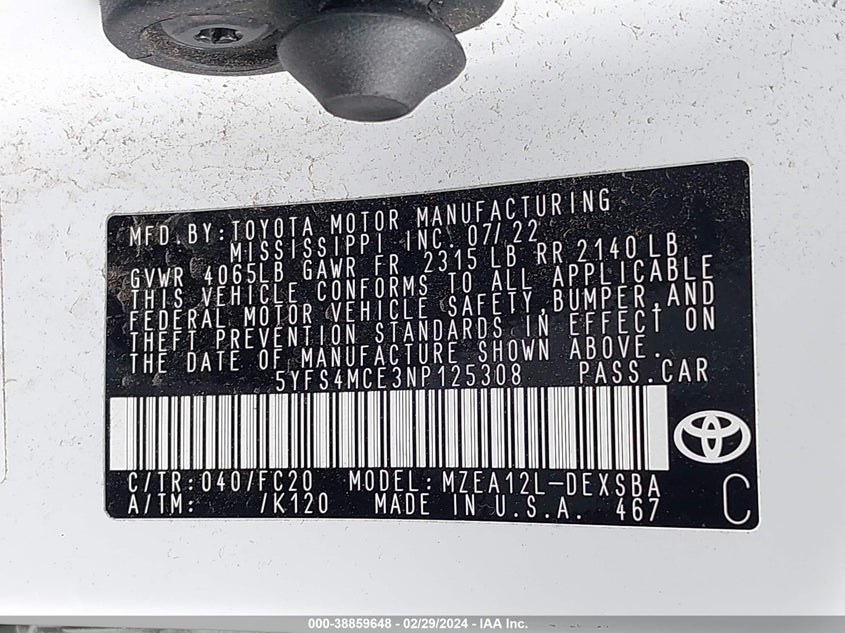 MFD.BY:TOYOTA MOTOR MANUFACTURING
MISSISSIPPI INC. 07/22
GVWR 4065LB GAWR FR 2315 LB RR 2140 LB
THIS VEHICLE CONFORMS TO ALL APPLICABLE
FEDERAL MOTOR VEHICLE SAFETY,BUMPER,AND
THEFT PREVENTION STANDARDS IN EFFECT ON
THE DATE OF MANUFACTURE SHOWN ABOVE.
5YFS4MCE3NP125308 PASS.CAR
C/TR:040/FC20 MODEL:MZEA12L-DEXSBA
A/TM: /K120 MADE IN U.S.A. 467
C
000-38859648 - 02/29/2024 - IAA Inc.